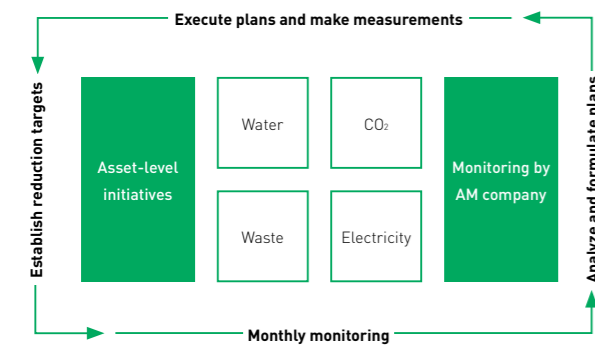 Execute plans and make measurements
Establish reduction targets
Asset-level
initiatives
Water
CO₂
Waste
Electricity
Monitoring by
AM company
Analyze and formulate plans
Monthly monitoring